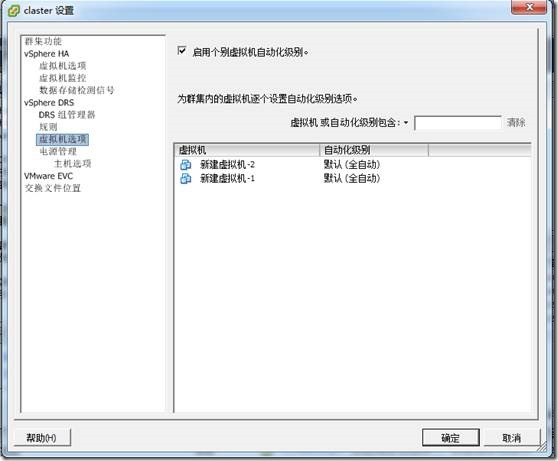 claster 设置
群集功能
vSphere HA
虚拟机选项
虚拟机监控
数据存储检测信号
vSphere DRS
DRS 组管理器
规则
虚拟机选项
电源管理
主机选项
VMware EVC
交换文件位置
启用个别虚拟机自动化级别。
为群集内的虚拟机逐个设置自动化级别选项。
虚拟机 或自动化级别包含: 清除
虚拟机 自动化级别
新建虚拟机-2 默认 (全自动)
新建虚拟机-1 默认 (全自动)
帮助(H) 确定 取消